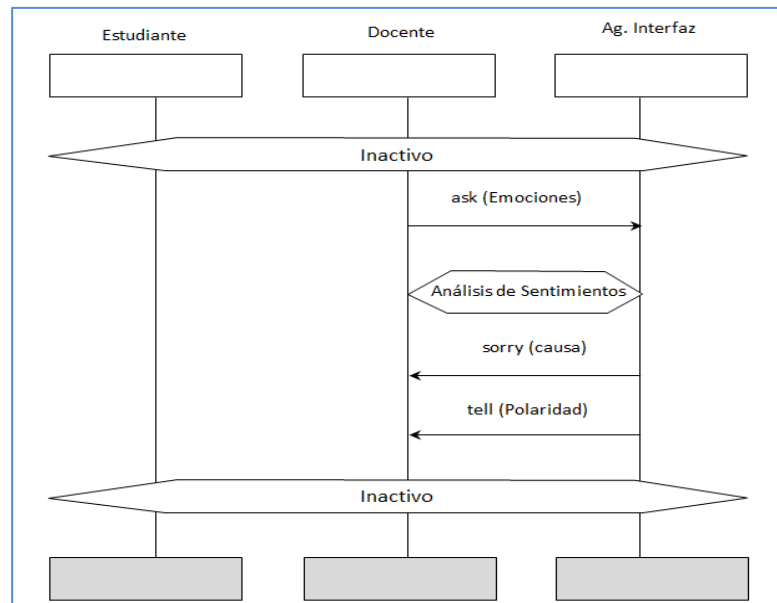 Estudiante
Docente
Ag. Interfaz
Inactivo
ask (Emociones)
Análisis de Sentimientos
sorry (causa)
tell (Polaridad)
Inactivo